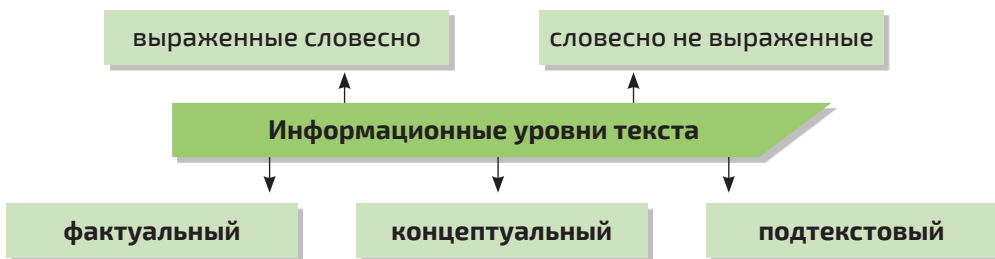 выраженные словесно
словесно не выраженные
Информационные уровни текста
фактуальный
концептуальный
подтекстовый